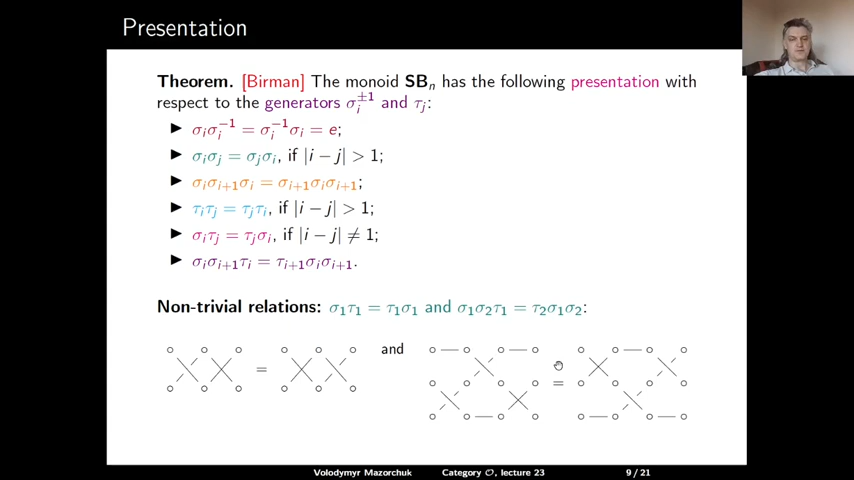 Presentation
Theorem. [Birman] The monoid SBₙ has the following presentation with
respect to the generators σᵢ^{±1} and τⱼ:
▶ σᵢσᵢ⁻¹ = σᵢ⁻¹σᵢ = e;
▶ σᵢσⱼ = σⱼσᵢ, if |i − j| > 1;
▶ σᵢσᵢ₊₁σᵢ = σᵢ₊₁σᵢσᵢ₊₁;
▶ τᵢτⱼ = τⱼτᵢ, if |i − j| > 1;
▶ σᵢτⱼ = τⱼσᵢ, if |i − j| ≠ 1;
▶ σᵢσᵢ₊₁τᵢ = τᵢ₊₁σᵢσᵢ₊₁.
Non-trivial relations: σ₁τ₁ = τ₁σ₁ and σ₁σ₂τ₁ = τ₂σ₁σ₂:
= and =
Volodymyr Mazorchuk Category 𝒪, lecture 23 9 / 21